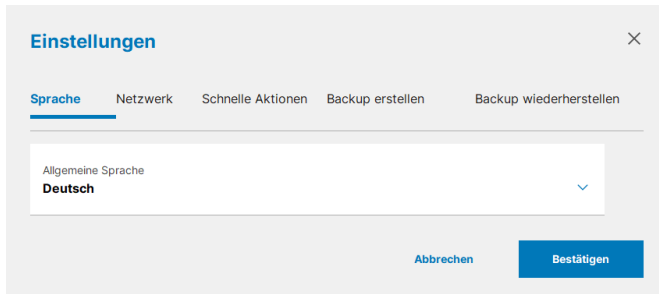 Einstellungen
Sprache Netzwerk Schnelle Aktionen Backup erstellen Backup wiederherstellen
Allgemeine Sprache
Deutsch
Abbrechen Bestätigen